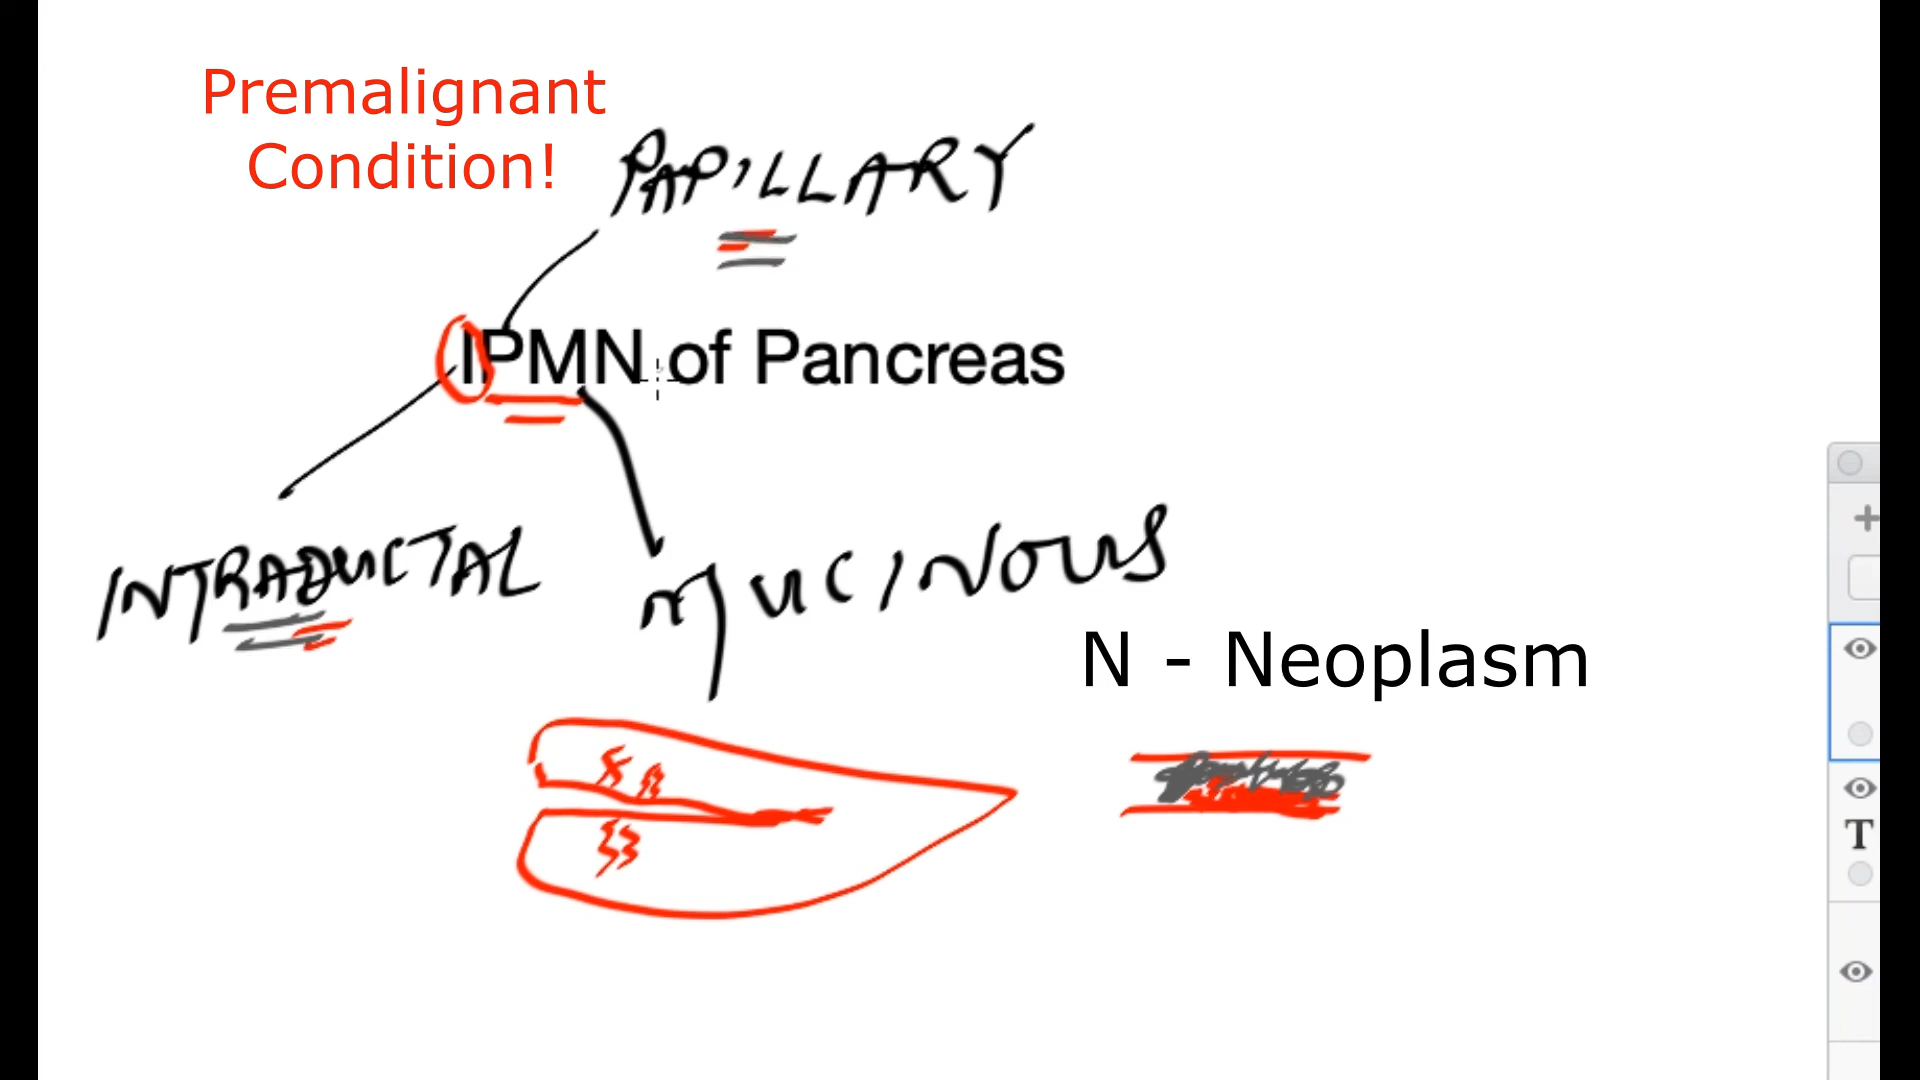 Premalignant
Condition!
PAPILLARY
IPMN of Pancreas
INTRADUCTAL
MUCINOUS
N - Neoplasm
T